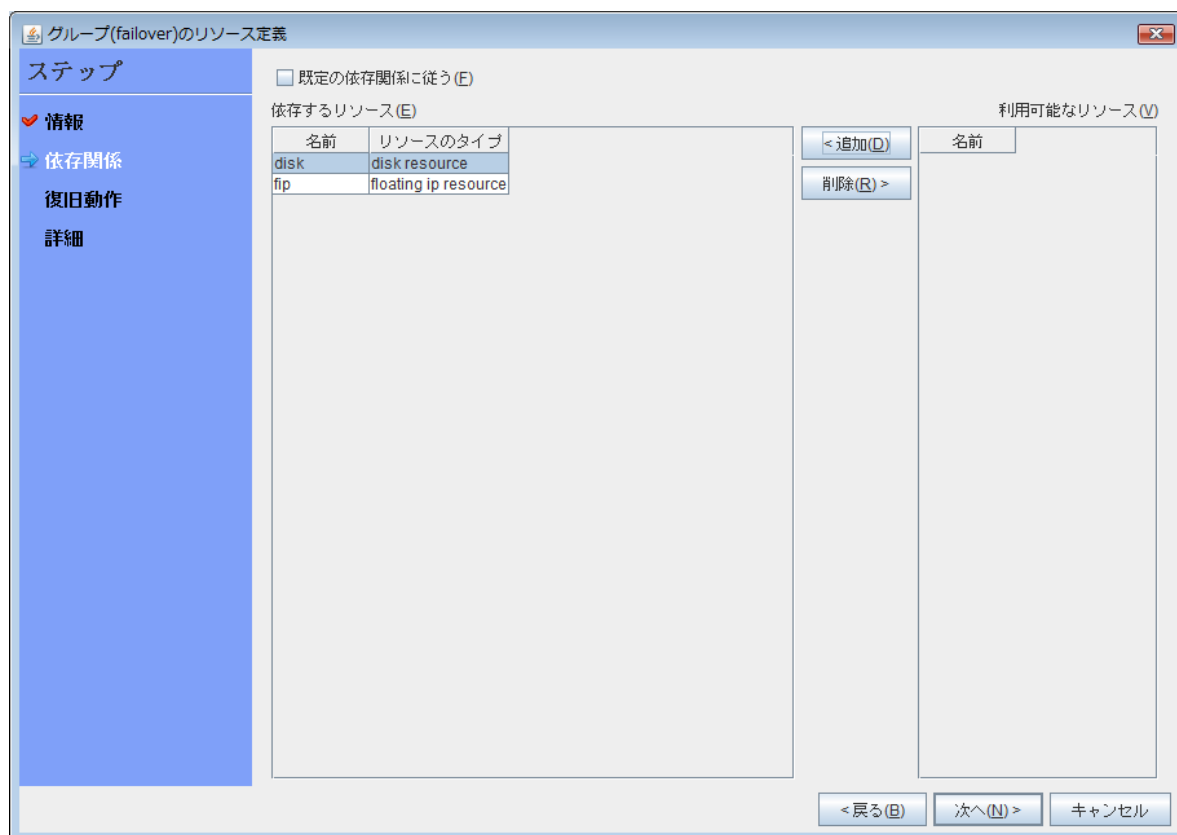 グループ(failover)のリソース定義
ステップ
情報
依存関係
復旧動作
詳細
既定の依存関係に従う(F)
依存するリソース(E)
名前 リソースのタイプ
disk disk resource
fip floating ip resource
<追加(D)
削除(R)>
利用可能なリソース(V)
名前
<戻る(B) 次へ(N)> キャンセル